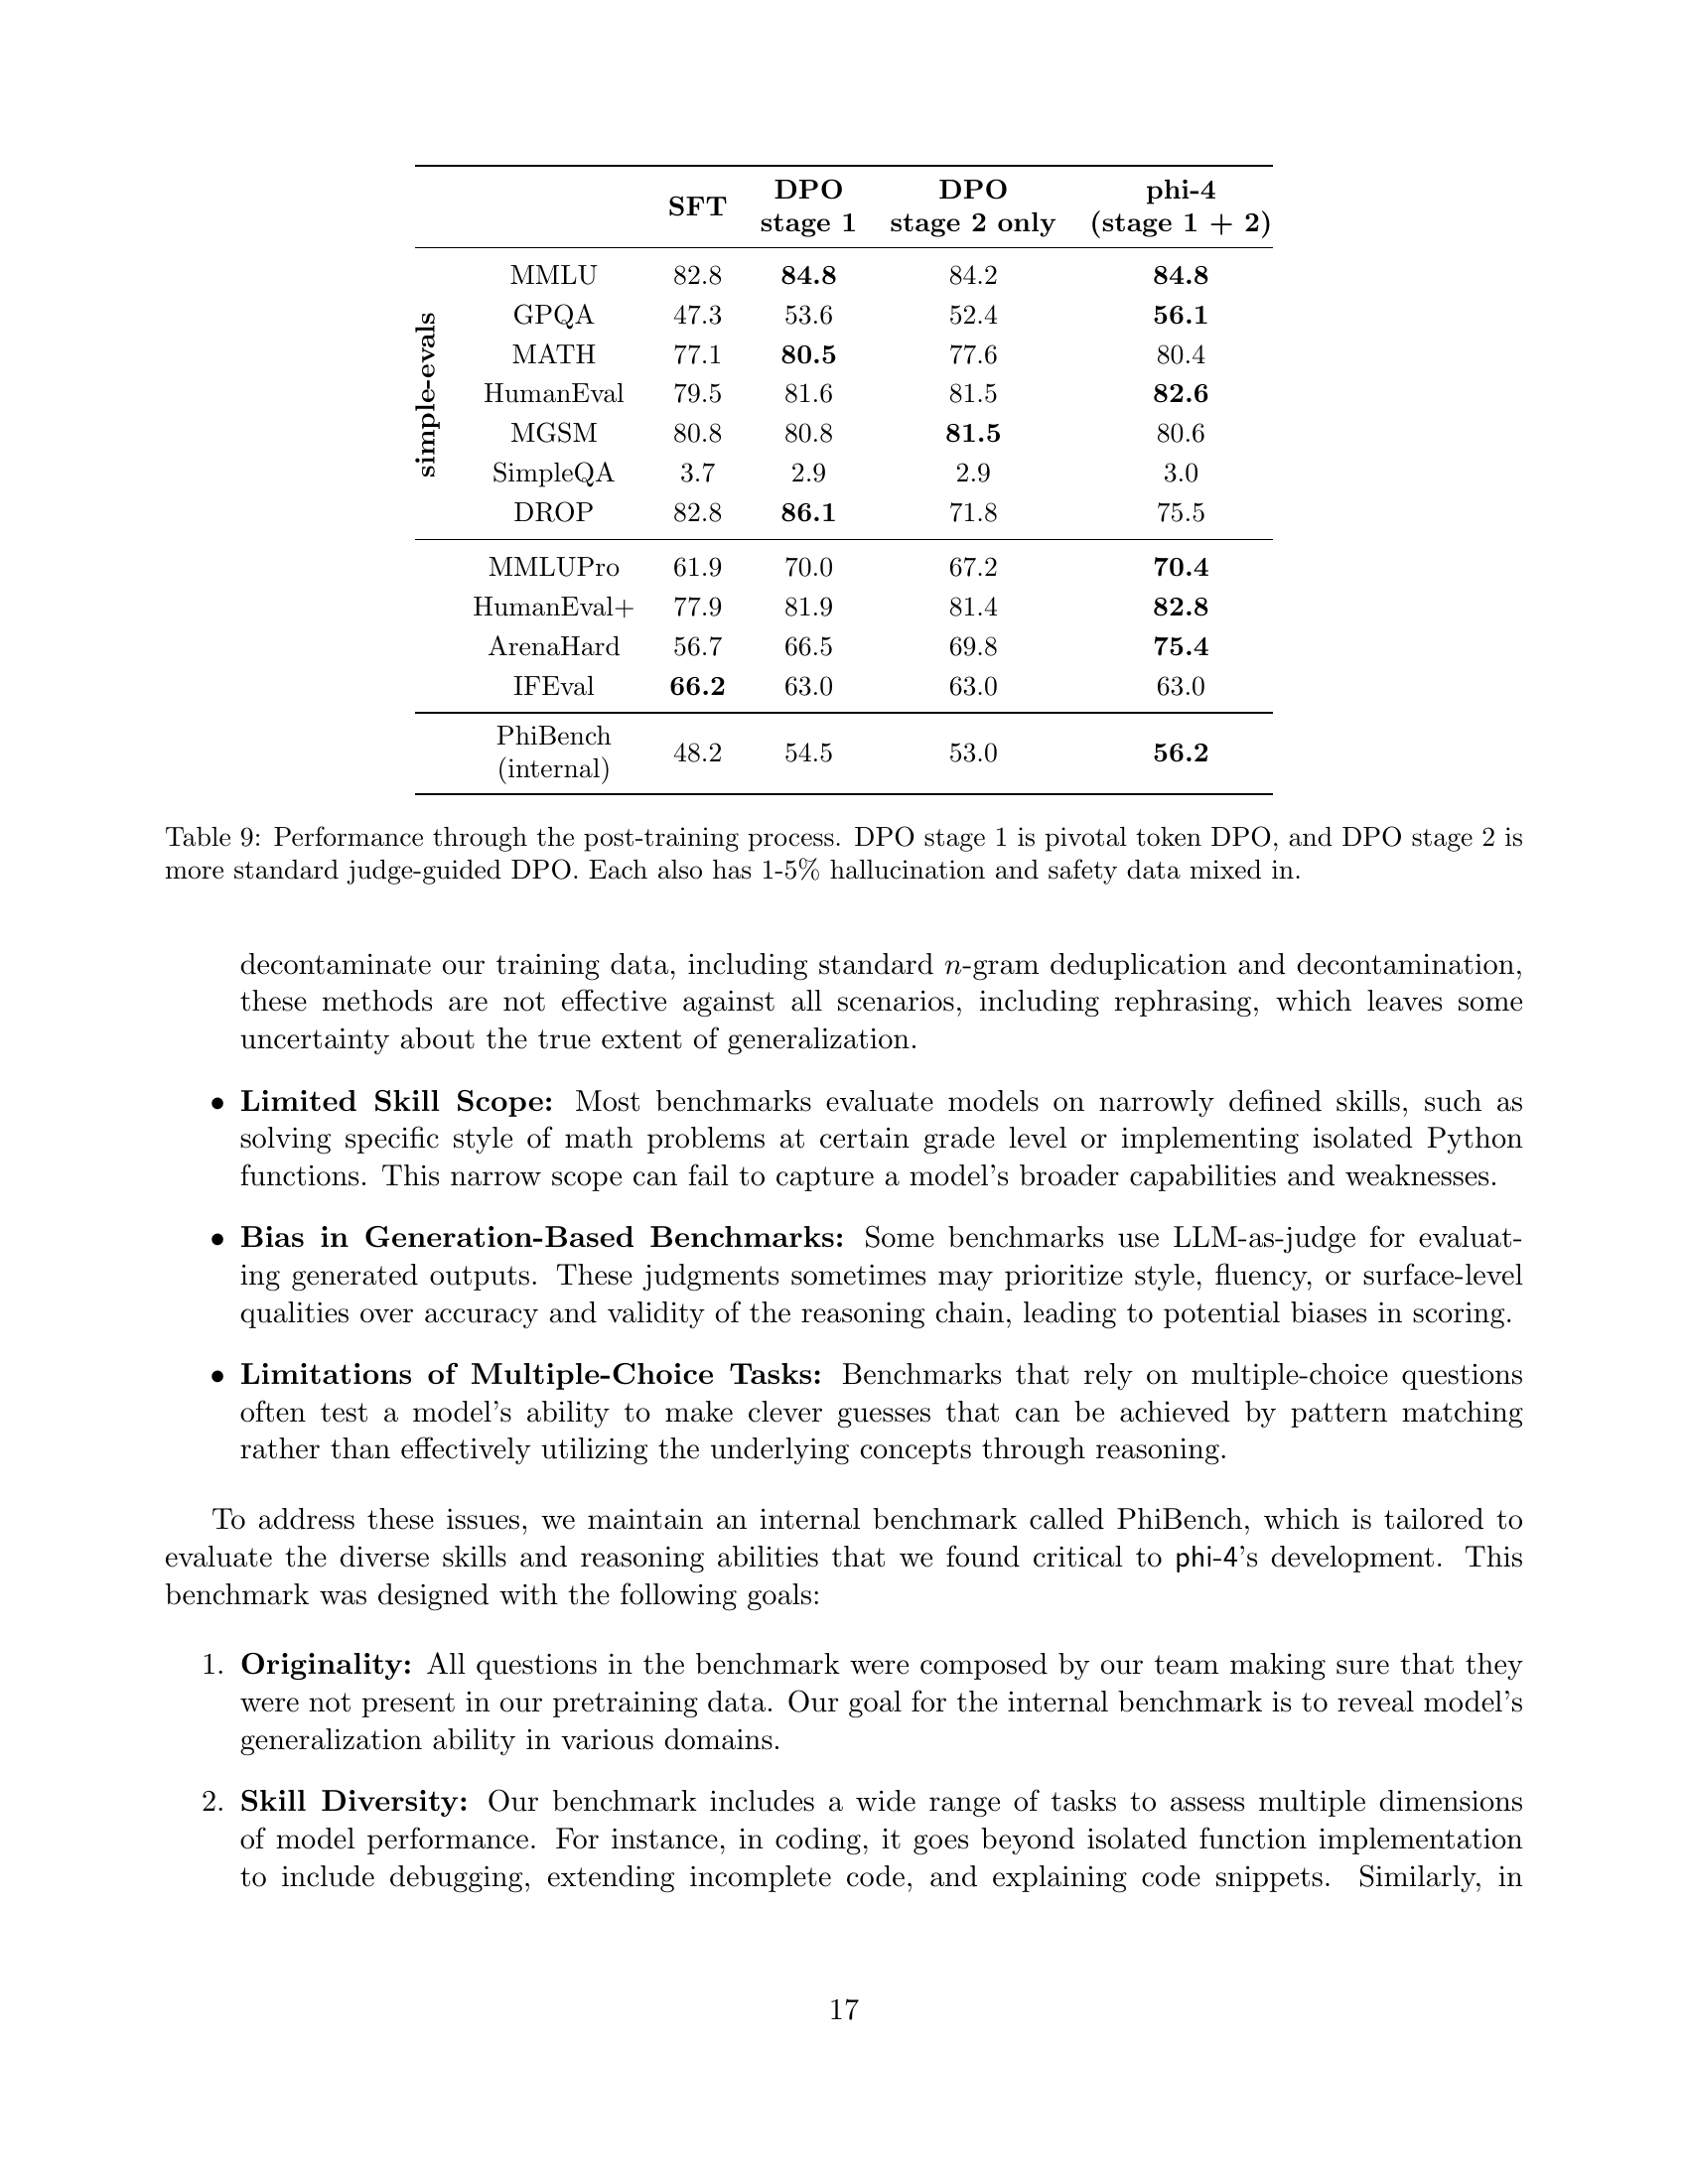 SFT DPO stage 1 DPO stage 2 only phi-4 (stage 1 + 2)
simple-evals
MMLU 82.8 84.8 84.2 84.8
GPQA 47.3 53.6 52.4 56.1
MATH 77.1 80.5 77.6 80.4
HumanEval 79.5 81.6 81.5 82.6
MGSM 80.8 80.8 81.5 80.6
SimpleQA 3.7 2.9 2.9 3.0
DROP 82.8 86.1 71.8 75.5
MMLUPro 61.9 70.0 67.2 70.4
HumanEval+ 77.9 81.9 81.4 82.8
ArenaHard 56.7 66.5 69.8 75.4
IFEval 66.2 63.0 63.0 63.0
PhiBench (internal) 48.2 54.5 53.0 56.2
Table 9: Performance through the post-training process. DPO stage 1 is pivotal token DPO, and DPO stage 2 is
more standard judge-guided DPO. Each also has 1-5% hallucination and safety data mixed in.
decontaminate our training data, including standard n-gram deduplication and decontamination,
these methods are not effective against all scenarios, including rephrasing, which leaves some
uncertainty about the true extent of generalization.
• Limited Skill Scope: Most benchmarks evaluate models on narrowly defined skills, such as
solving specific style of math problems at certain grade level or implementing isolated Python
functions. This narrow scope can fail to capture a model's broader capabilities and weaknesses.
• Bias in Generation-Based Benchmarks: Some benchmarks use LLM-as-judge for evaluat-
ing generated outputs. These judgments sometimes may prioritize style, fluency, or surface-level
qualities over accuracy and validity of the reasoning chain, leading to potential biases in scoring.
• Limitations of Multiple-Choice Tasks: Benchmarks that rely on multiple-choice questions
often test a model's ability to make clever guesses that can be achieved by pattern matching
rather than effectively utilizing the underlying concepts through reasoning.
To address these issues, we maintain an internal benchmark called PhiBench, which is tailored to
evaluate the diverse skills and reasoning abilities that we found critical to phi-4's development. This
benchmark was designed with the following goals:
1. Originality: All questions in the benchmark were composed by our team making sure that they
were not present in our pretraining data. Our goal for the internal benchmark is to reveal model's
generalization ability in various domains.
2. Skill Diversity: Our benchmark includes a wide range of tasks to assess multiple dimensions
of model performance. For instance, in coding, it goes beyond isolated function implementation
to include debugging, extending incomplete code, and explaining code snippets. Similarly, in
17